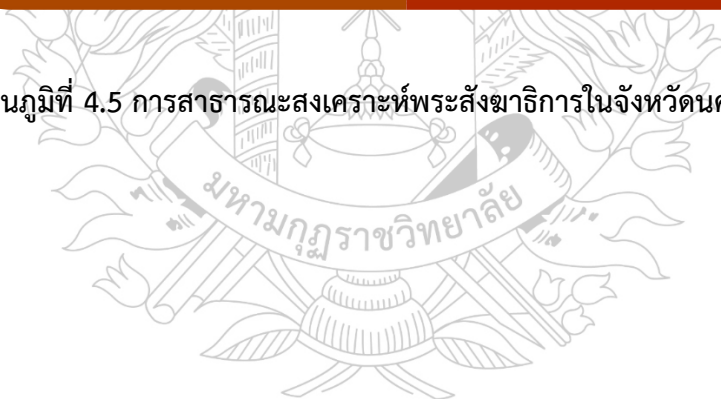 นภูมิที่ 4.5 การสาธารณะสงเคราะห์พระสังฆาธิการในจังหวัดนค
มหามกุฏราชวิทยาลัย